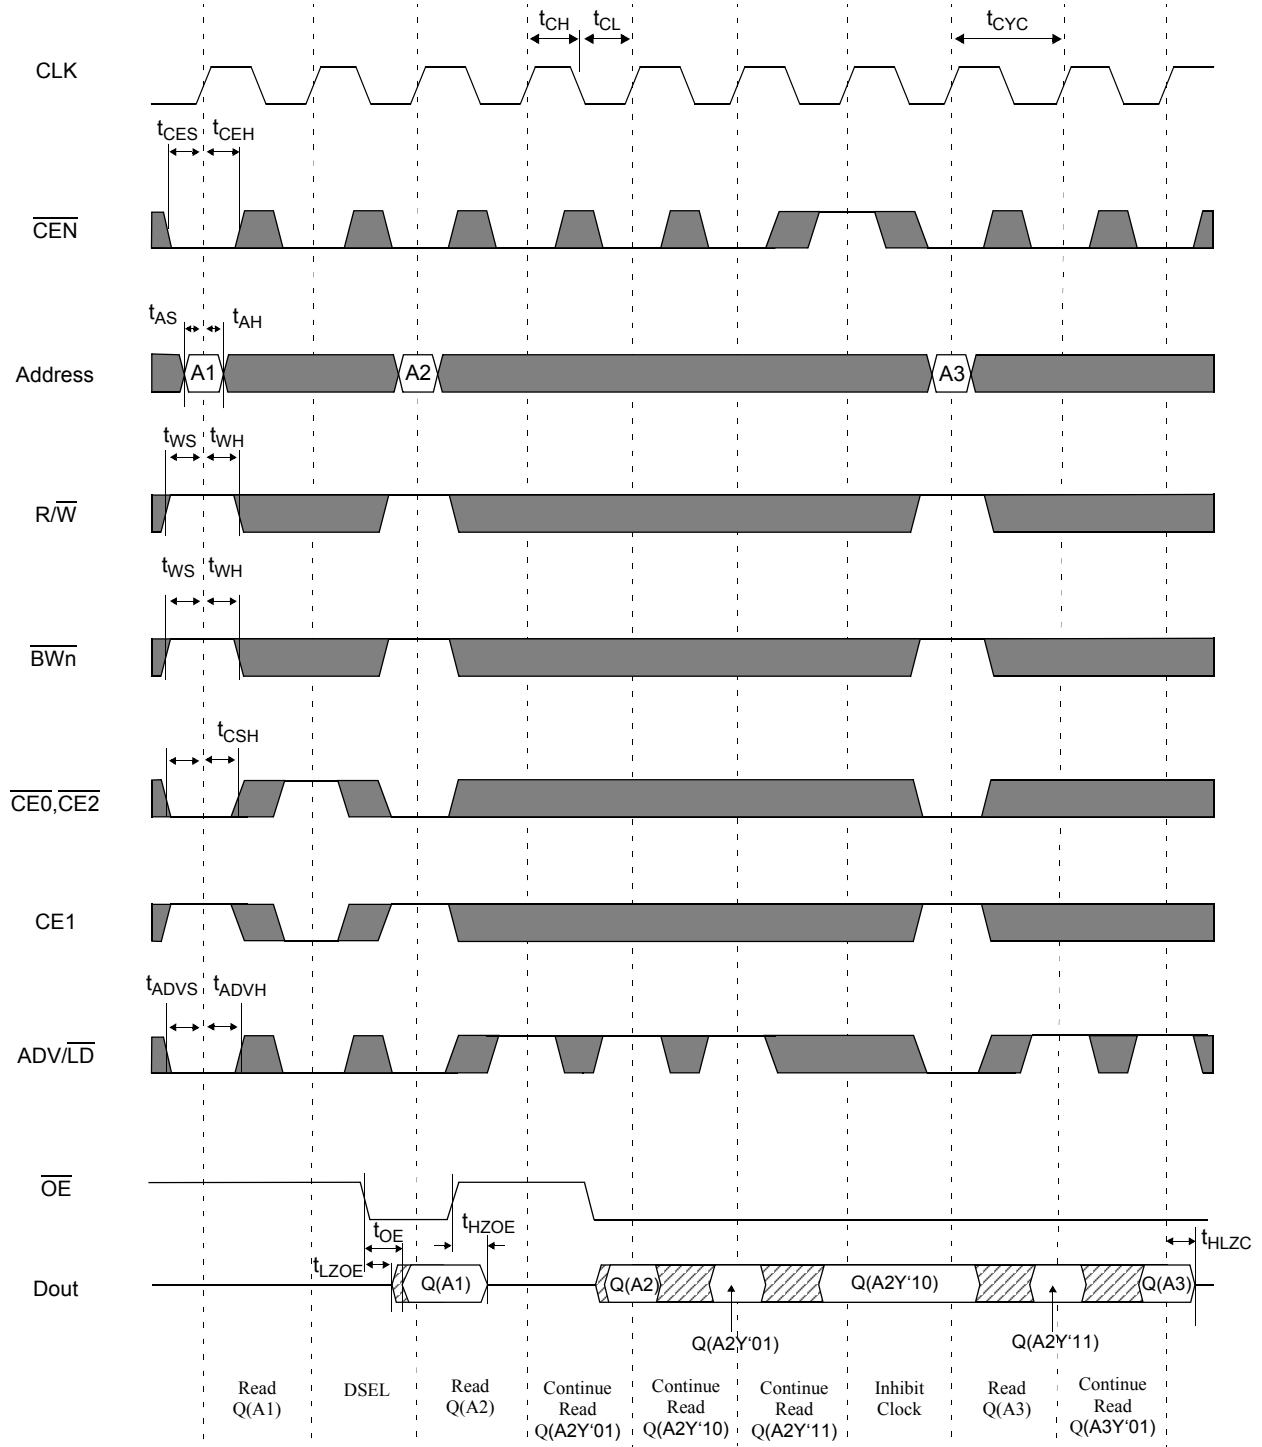 tCH tCL tCYC
CLK
tCES tCEH
CEN
tAS tAH
Address A1 A2 A3
tWS tWH
R/W
tWS tWH
BWn
tCSH
CE0,CE2
CE1
tADVS tADVH
ADV/LD
OE
tOE tHZOE tHLZC
tLZOE
Dout Q(A1) Q(A2) Q(A2Y‘10) Q(A3)
Q(A2Y‘01) Q(A2Y‘11)
Read
Q(A1)
DSEL
Read
Q(A2)
Continue
Read
Q(A2Y‘01)
Continue
Read
Q(A2Y‘10)
Continue
Read
Q(A2Y‘11)
Inhibit
Clock
Read
Q(A3)
Continue
Read
Q(A3Y‘01)